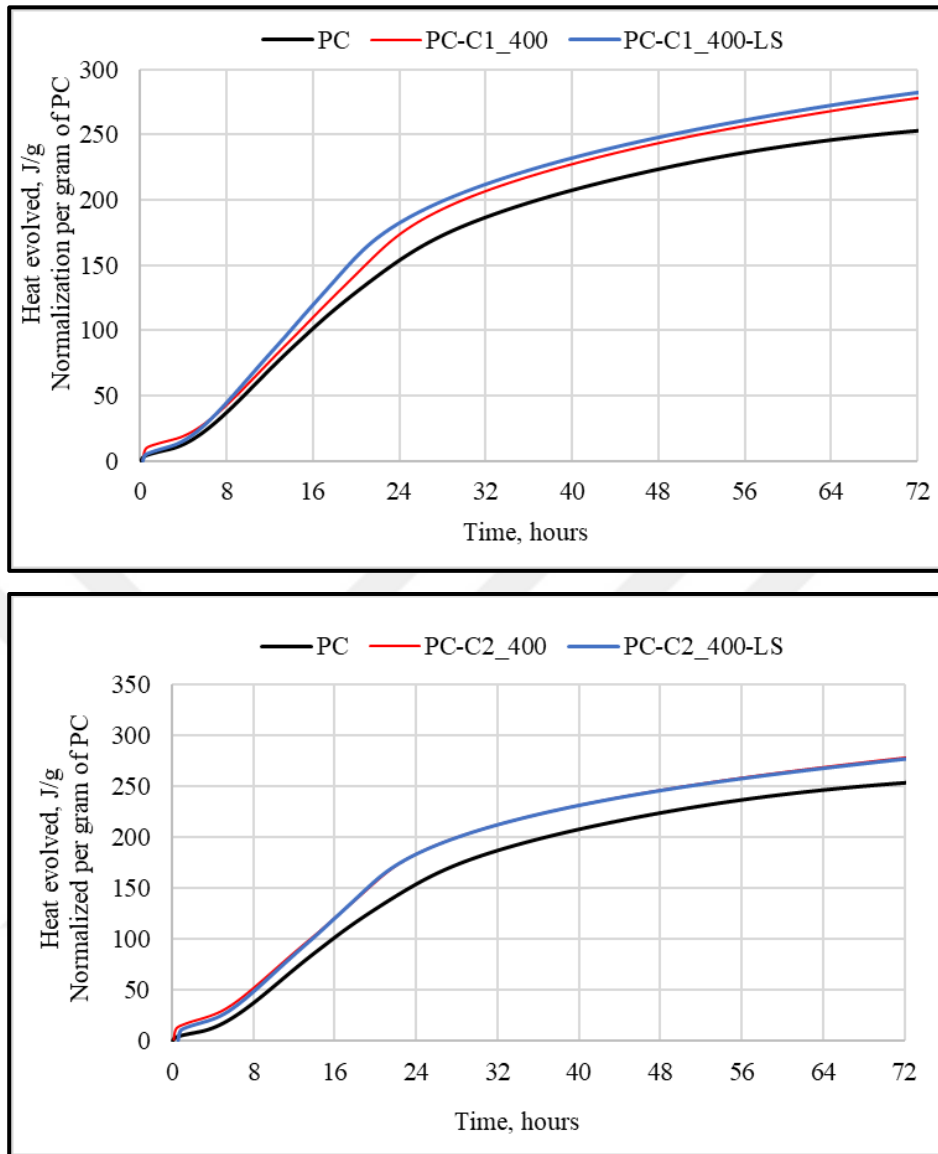 PC PC-C1_400 PC-C1_400-LS
300
250
200
150
100
50
0
Heat evolved, J/g
Normalization per gram of PC
0 8 16 24 32 40 48 56 64 72
Time, hours
PC PC-C2_400 PC-C2_400-LS
350
300
250
200
150
100
50
0
Heat evolved, J/g
Normalized per gram of PC
0 8 16 24 32 40 48 56 64 72
Time, hours